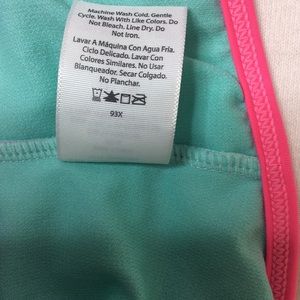 Machine Wash Cold. Gentle
Cycle. Wash With Like Colors. Do
Not Bleach. Line Dry. Do
Not Iron.
Lavar A Máquina Con Agua Fría.
Ciclo Delicado. Lavar Con
Colores Similares. No Usar
Blanqueador. Secar Colgado.
No Planchar.
93X